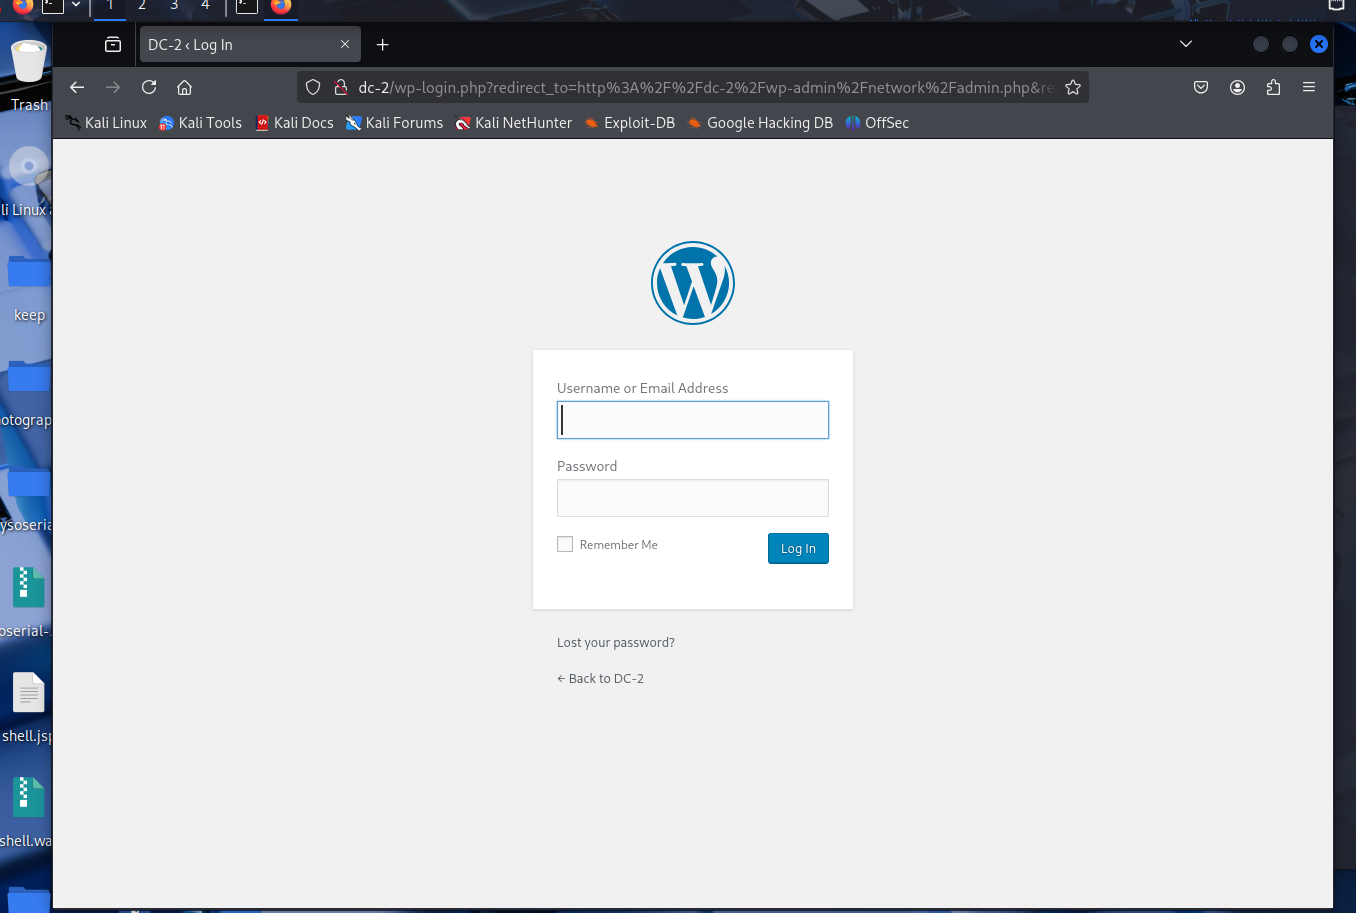 1 2 3 4
DC-2 ‹ Log In
dc-2/wp-login.php?redirect_to=http%3A%2F%2Fdc-2%2Fwp-admin%2Fnetwork%2Fadmin.php&re
Kali Linux Kali Tools Kali Docs Kali Forums Kali NetHunter Exploit-DB Google Hacking DB OffSec
Trash
li Linux
keep
otograp
ysoseria
oserial-
shell.jsp
shell.wa
Username or Email Address
Password
Remember Me
Log In
Lost your password?
← Back to DC-2